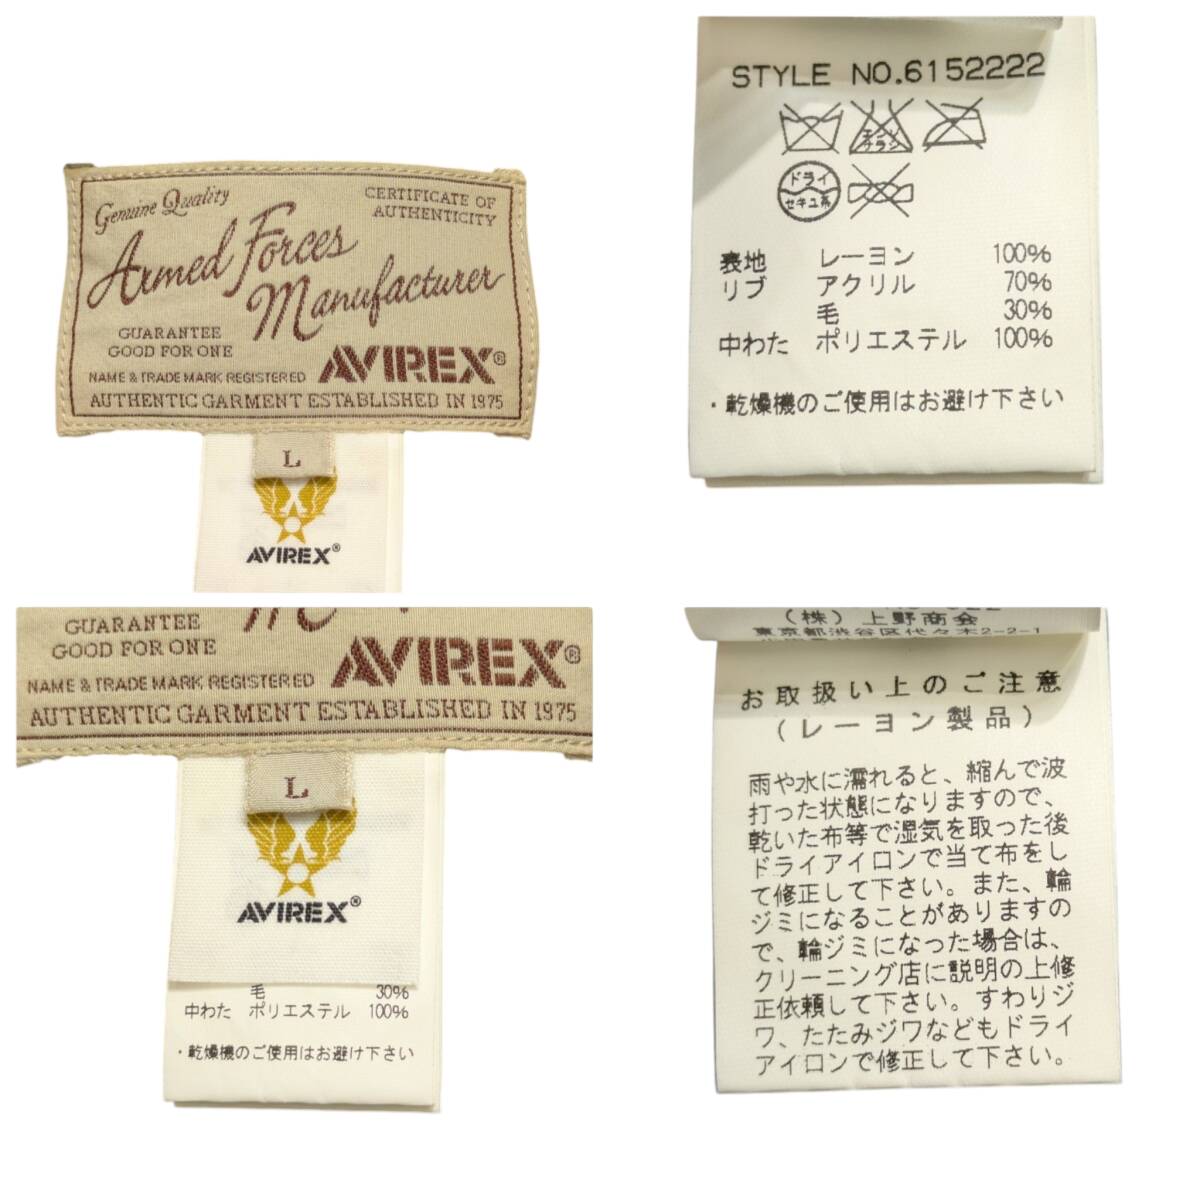 Genuine Quality
CERTIFICATE OF
AUTHENTICITY
Armed Forces
Manufacturer
GUARANTEE
GOOD FOR ONE
AVIREX®
NAME & TRADE MARK REGISTERED
AUTHENTIC GARMENT ESTABLISHED IN 1975
L
AVIREX®
STYLE NO.6152222
エンソ
サラシ
ドライ
セキユ系
表地 レーヨン 100%
リブ アクリル 70%
毛 30%
中わた ポリエステル 100%
・乾燥機のご使用はお避け下さい
GUARANTEE
GOOD FOR ONE
AVIREX®
NAME & TRADE MARK REGISTERED
AUTHENTIC GARMENT ESTABLISHED IN 1975
L
AVIREX®
毛 30%
中わた ポリエステル 100%
・乾燥機のご使用はお避け下さい
(株)上野商会
東京都渋谷区代々木2-2-1
お取扱い上のご注意
(レーヨン製品)
雨や水に濡れると、縮んで波
打った状態になりますので、
乾いた布等で湿気を取った後
ドライアイロンで当て布をし
て修正して下さい。また、輪
ジミになることがありますの
で、輪ジミになった場合は、
クリーニング店に説明の上修
正依頼して下さい。すわりジ
ワ、たたみジワなどもドライ
アイロンで修正して下さい。